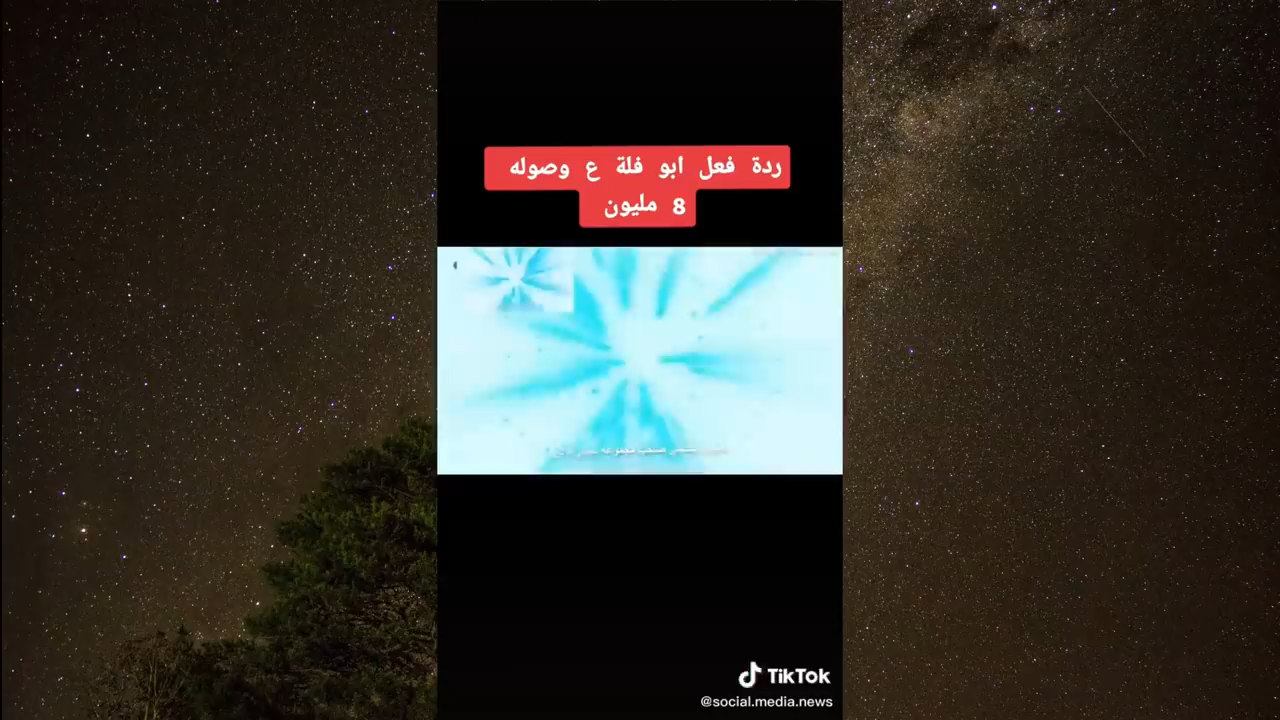 ردة فعل ابو فلة ع وصوله
8 مليون
TikTok
@social.media.news